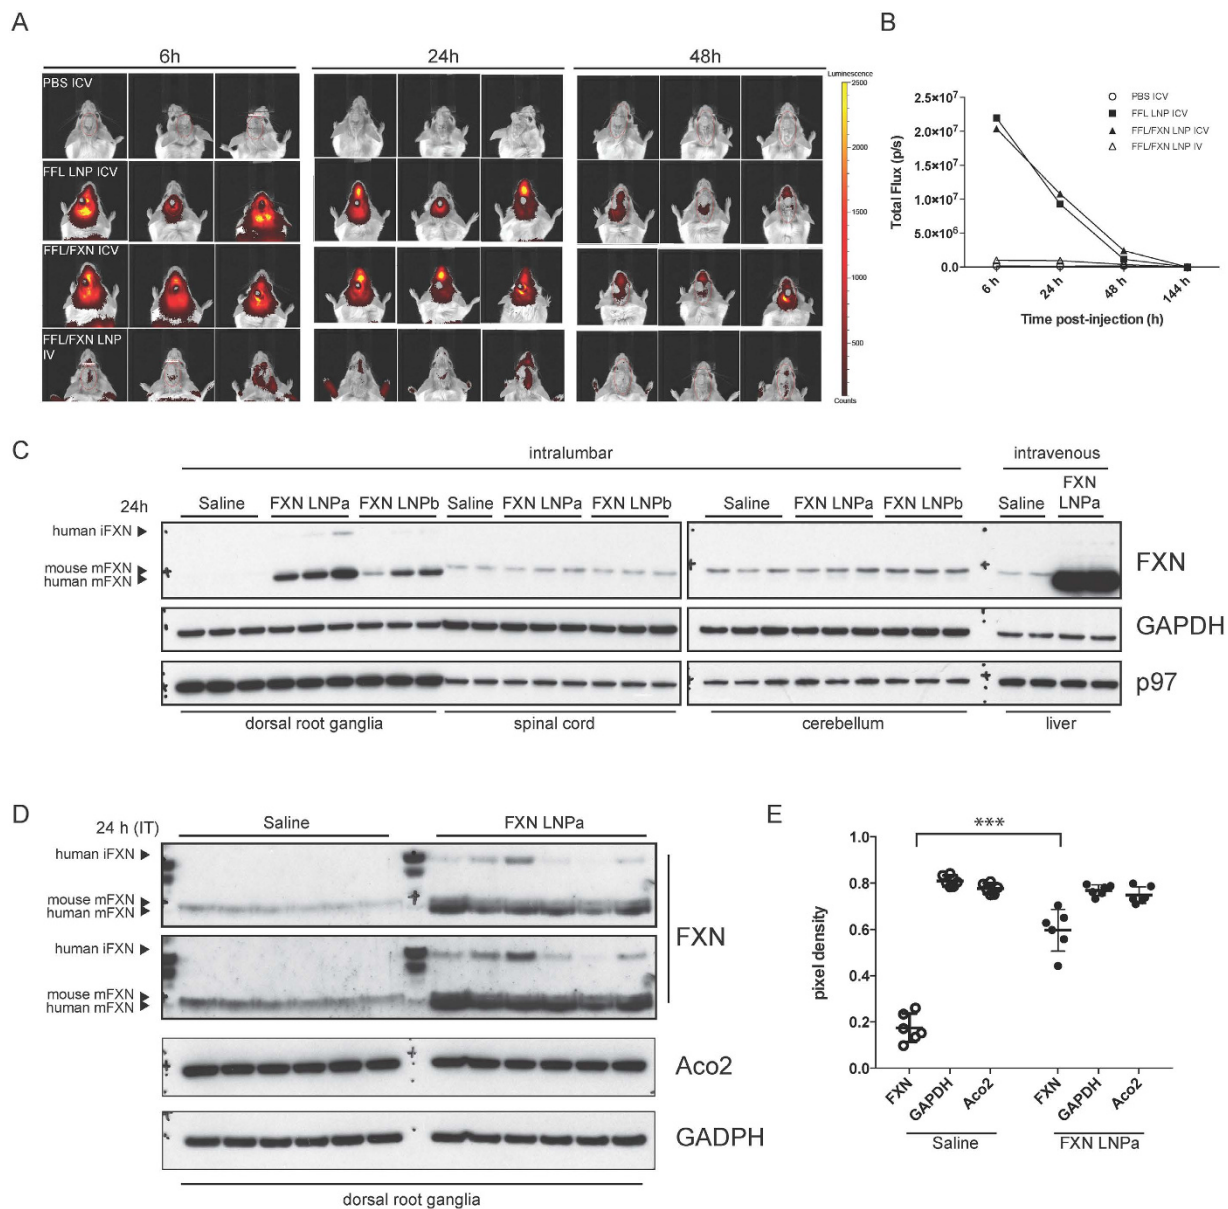 A
6h
24h
48h
PBS ICV
FFL LNP ICV
FFL/FXN ICV
FFL/FXN LNP
IV
Luminescence
2500
2000
1500
1000
500
Counts
B
2.5×10⁷
2.0×10⁷
1.5×10⁷
1.0×10⁷
5.0×10⁶
0.0
Total Flux (p/s)
6 h
24 h
48 h
144 h
Time post-injection (h)
PBS ICV
FFL LNP ICV
FFL/FXN LNP ICV
FFL/FXN LNP IV
C
intralumbar
intravenous
24h
Saline
FXN LNPa
FXN LNPb
Saline
FXN LNPa
FXN LNPb
Saline
FXN LNPa
FXN LNPb
Saline
FXN
LNPa
human iFXN
mouse mFXN
human mFXN
FXN
GAPDH
p97
dorsal root ganglia
spinal cord
cerebellum
liver
D
24 h (IT)
Saline
FXN LNPa
human iFXN
mouse mFXN
human mFXN
human iFXN
mouse mFXN
human mFXN
FXN
Aco2
GADPH
dorsal root ganglia
E
***
1.0
0.8
0.6
0.4
0.2
0.0
pixel density
FXN
GAPDH
Aco2
FXN
GAPDH
Aco2
Saline
FXN LNPa